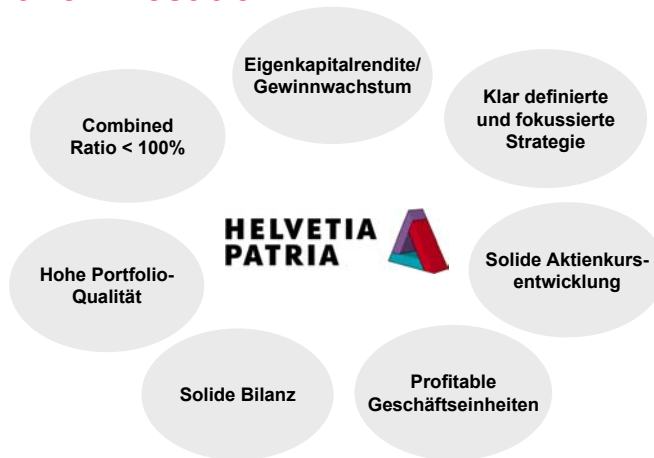 Eigenkapitalrendite/
Gewinnwachstum
Klar definierte
und fokussierte
Strategie
Combined
Ratio < 100%
HELVETIA
PATRIA
Solide Aktienkurs-
entwicklung
Hohe Portfolio-
Qualität
Profitable
Geschäftseinheiten
Solide Bilanz